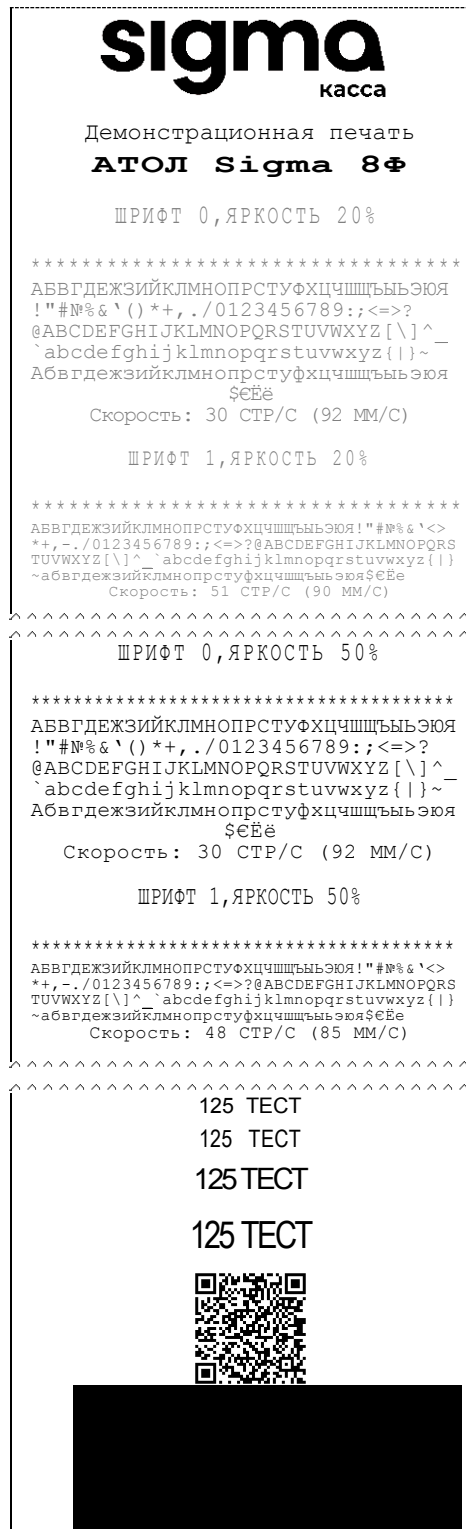 sigma
касса
Демонстрационная печать
АТОЛ Sigma 8Ф
ШРИФТ 0,ЯРКОСТЬ 20%
**********************************
АБВГДЕЖЗИЙКЛМНОПРСТУФХЦЧШЩЪЫЬЭЮЯ
!"#№%&‵()*+,./0123456789:;<=>?
@ABCDEFGHIJKLMNOPQRSTUVWXYZ[\]^_
`abcdefghijklmnopqrstuvwxyz{|}~
Абвгдежзийклмнопрстуфхцчшщъыьэюя
$€Ёё
Скорость: 30 СТР/С (92 ММ/С)
ШРИФТ 1,ЯРКОСТЬ 20%
**********************************
АБВГДЕЖЗИЙКЛМНОПРСТУФХЦЧШЩЪЫЬЭЮЯ!"#№%&‵<>
*+,-./0123456789:;<=>?@ABCDEFGHIJKLMNOPQRS
TUVWXYZ[\]^_`abcdefghijklmnopqrstuvwxyz{|}
~абвгдежзийклмнопрстуфхцчшщъыьэюя$€Ёе
Скорость: 51 СТР/С (90 ММ/С)
ШРИФТ 0,ЯРКОСТЬ 50%
****************************************
АБВГДЕЖЗИЙКЛМНОПРСТУФХЦЧШЩЪЫЬЭЮЯ
!"#№%&‵()*+,./0123456789:;<=>?
@ABCDEFGHIJKLMNOPQRSTUVWXYZ[\]^_
`abcdefghijklmnopqrstuvwxyz{|}~
Абвгдежзийклмнопрстуфхцчшщъыьэюя
$€Ёё
Скорость: 30 СТР/С (92 ММ/С)
ШРИФТ 1,ЯРКОСТЬ 50%
****************************************
АБВГДЕЖЗИЙКЛМНОПРСТУФХЦЧШЩЪЫЬЭЮЯ!"#№%&‵<>
*+,-./0123456789:;<=>?@ABCDEFGHIJKLMNOPQRS
TUVWXYZ[\]^_`abcdefghijklmnopqrstuvwxyz{|}
~абвгдежзийклмнопрстуфхцчшщъыьэюя$€Ёе
Скорость: 48 СТР/С (85 ММ/С)
125 ТЕСТ
125 ТЕСТ
125 ТЕСТ
125 ТЕСТ